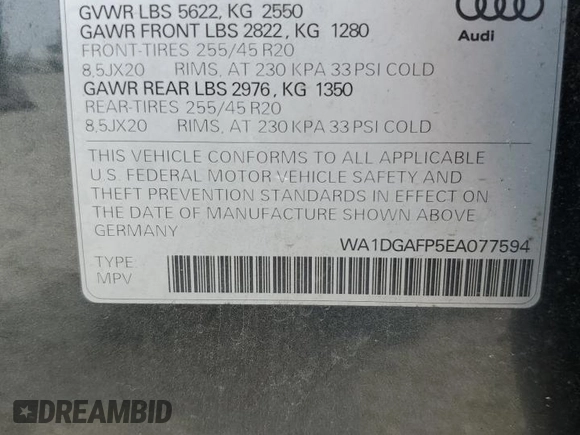 GVWR LBS 5622, KG 2550
GAWR FRONT LBS 2822, KG 1280
FRONT-TIRES 255/45 R20
8,5JX20 RIMS, AT 230 KPA 33 PSI COLD
GAWR REAR LBS 2976, KG 1350
REAR-TIRES 255/45 R20
8,5JX20 RIMS, AT 230 KPA 33 PSI COLD
Audi
THIS VEHICLE CONFORMS TO ALL APPLICABLE
U.S. FEDERAL MOTOR VEHICLE SAFETY AND
THEFT PREVENTION STANDARDS IN EFFECT ON
THE DATE OF MANUFACTURE SHOWN ABOVE
GERMANY
WA1DGAFP5EA077594
TYPE
MPV
DREAMBID